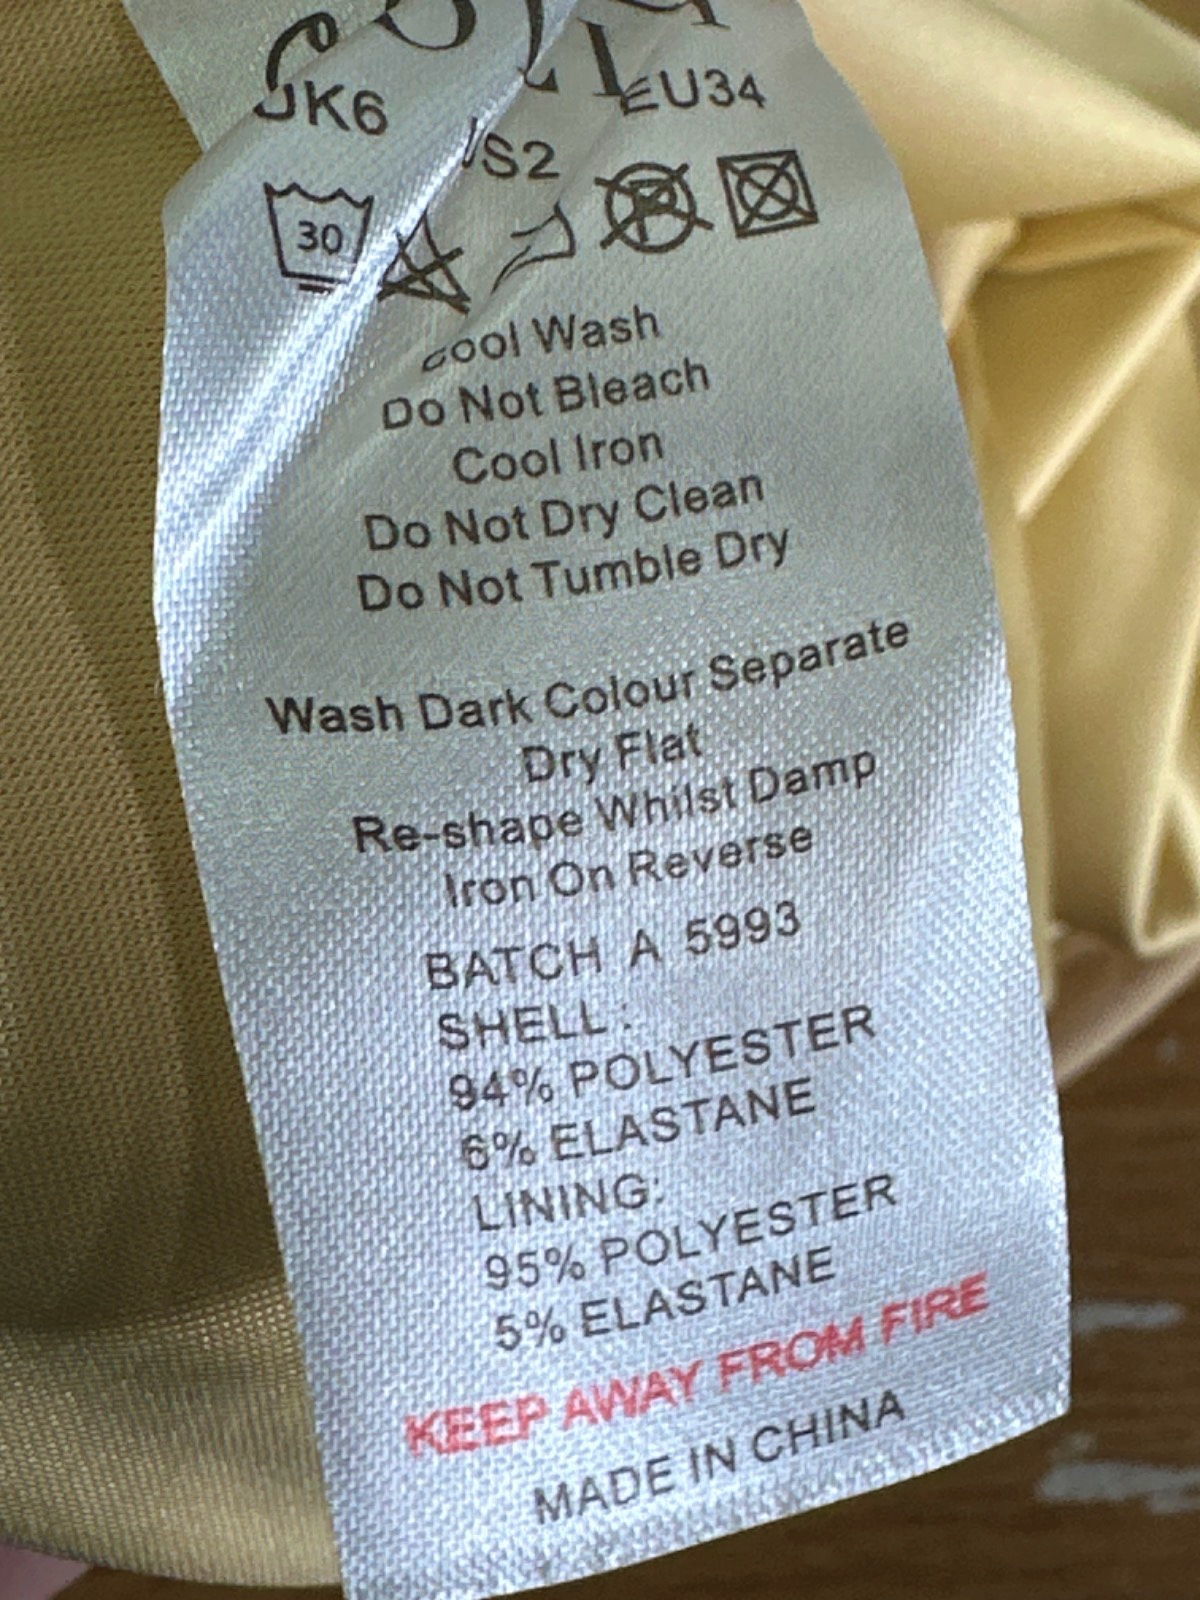 UK6
US2
EU34
30
P
Cool Wash
Do Not Bleach
Cool Iron
Do Not Dry Clean
Do Not Tumble Dry
Wash Dark Colour Separate
Dry Flat
Re-shape Whilst Damp
Iron On Reverse
BATCH A 5993
SHELL:
94% POLYESTER
6% ELASTANE
LINING:
95% POLYESTER
5% ELASTANE
KEEP AWAY FROM FIRE
MADE IN CHINA